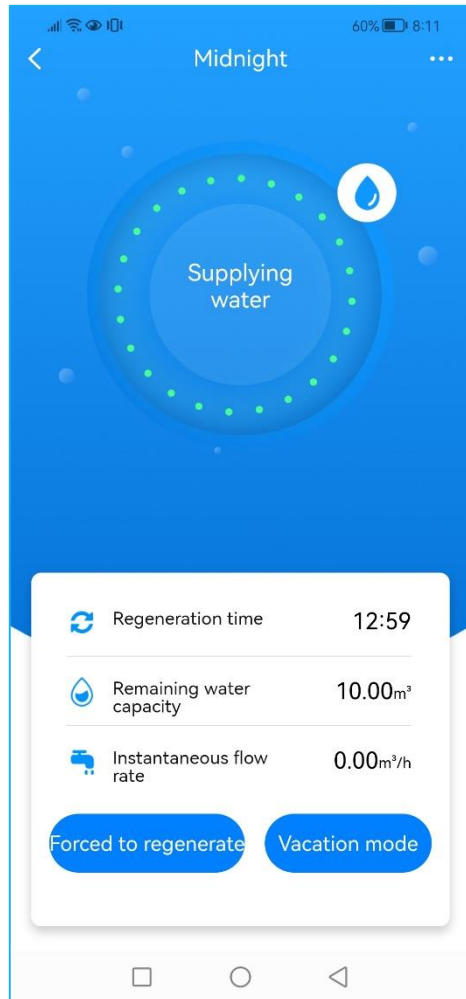 60% 8:11
Midnight
Supplying
water
Regeneration time 12:59
Remaining water
capacity 10.00m³
Instantaneous flow
rate 0.00m³/h
Forced to regenerate Vacation mode